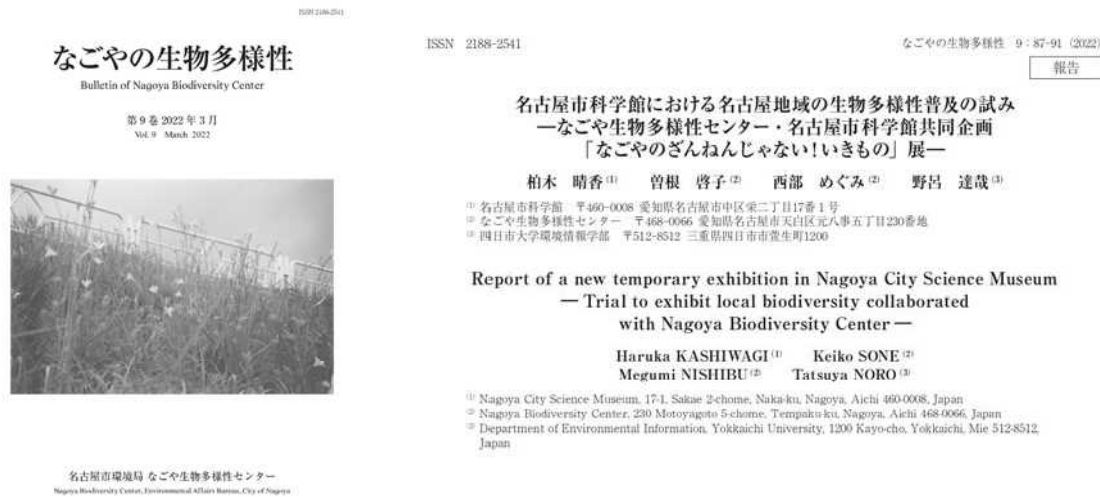 ISSN 2188-2541
なごやの生物多様性
Bulletin of Nagoya Biodiversity Center
第9巻 2022年3月
Vol. 9 March 2022
名古屋市環境局 なごや生物多様性センター
Nagoya Biodiversity Center, Environmental Affairs Bureau, City of Nagoya
ISSN 2188-2541
なごやの生物多様性 9：87-91（2022）
報告
名古屋市科学館における名古屋地域の生物多様性普及の試み
―なごや生物多様性センター・名古屋市科学館共同企画
「なごやのざんねんじゃない！いきもの」展―
柏木 晴香⁽¹⁾ 曽根 啓子⁽²⁾ 西部 めぐみ⁽²⁾ 野呂 達哉⁽³⁾
⁽¹⁾ 名古屋市科学館 〒460-0008 愛知県名古屋市中区栄二丁目17番1号
⁽²⁾ なごや生物多様性センター 〒468-0066 愛知県名古屋市天白区元八事五丁目230番地
⁽³⁾ 四日市大学環境情報学部 〒512-8512 三重県四日市市萱生町1200
Report of a new temporary exhibition in Nagoya City Science Museum
― Trial to exhibit local biodiversity collaborated
with Nagoya Biodiversity Center ―
Haruka KASHIWAGI⁽¹⁾ Keiko SONE⁽²⁾
Megumi NISHIBU⁽²⁾ Tatsuya NORO⁽³⁾
⁽¹⁾ Nagoya City Science Museum, 17-1, Sakae 2-chome, Naka-ku, Nagoya, Aichi 460-0008, Japan
⁽²⁾ Nagoya Biodiversity Center, 230 Motoyagoto 5-chome, Tempaku-ku, Nagoya, Aichi 468-0066, Japan
⁽³⁾ Department of Environmental Information, Yokkaichi University, 1200 Kayo-cho, Yokkaichi, Mie 512-8512,
Japan